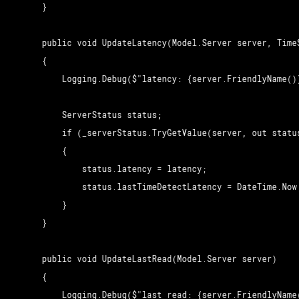 }
public void UpdateLatency(Model.Server server, Time
{
Logging.Debug($"latency: {server.FriendlyName()}
ServerStatus status;
if (_serverStatus.TryGetValue(server, out status
{
status.latency = latency;
status.lastTimeDetectLatency = DateTime.Now
}
}
public void UpdateLastRead(Model.Server server)
{
Logging.Debug($"last read: {server.FriendlyName(